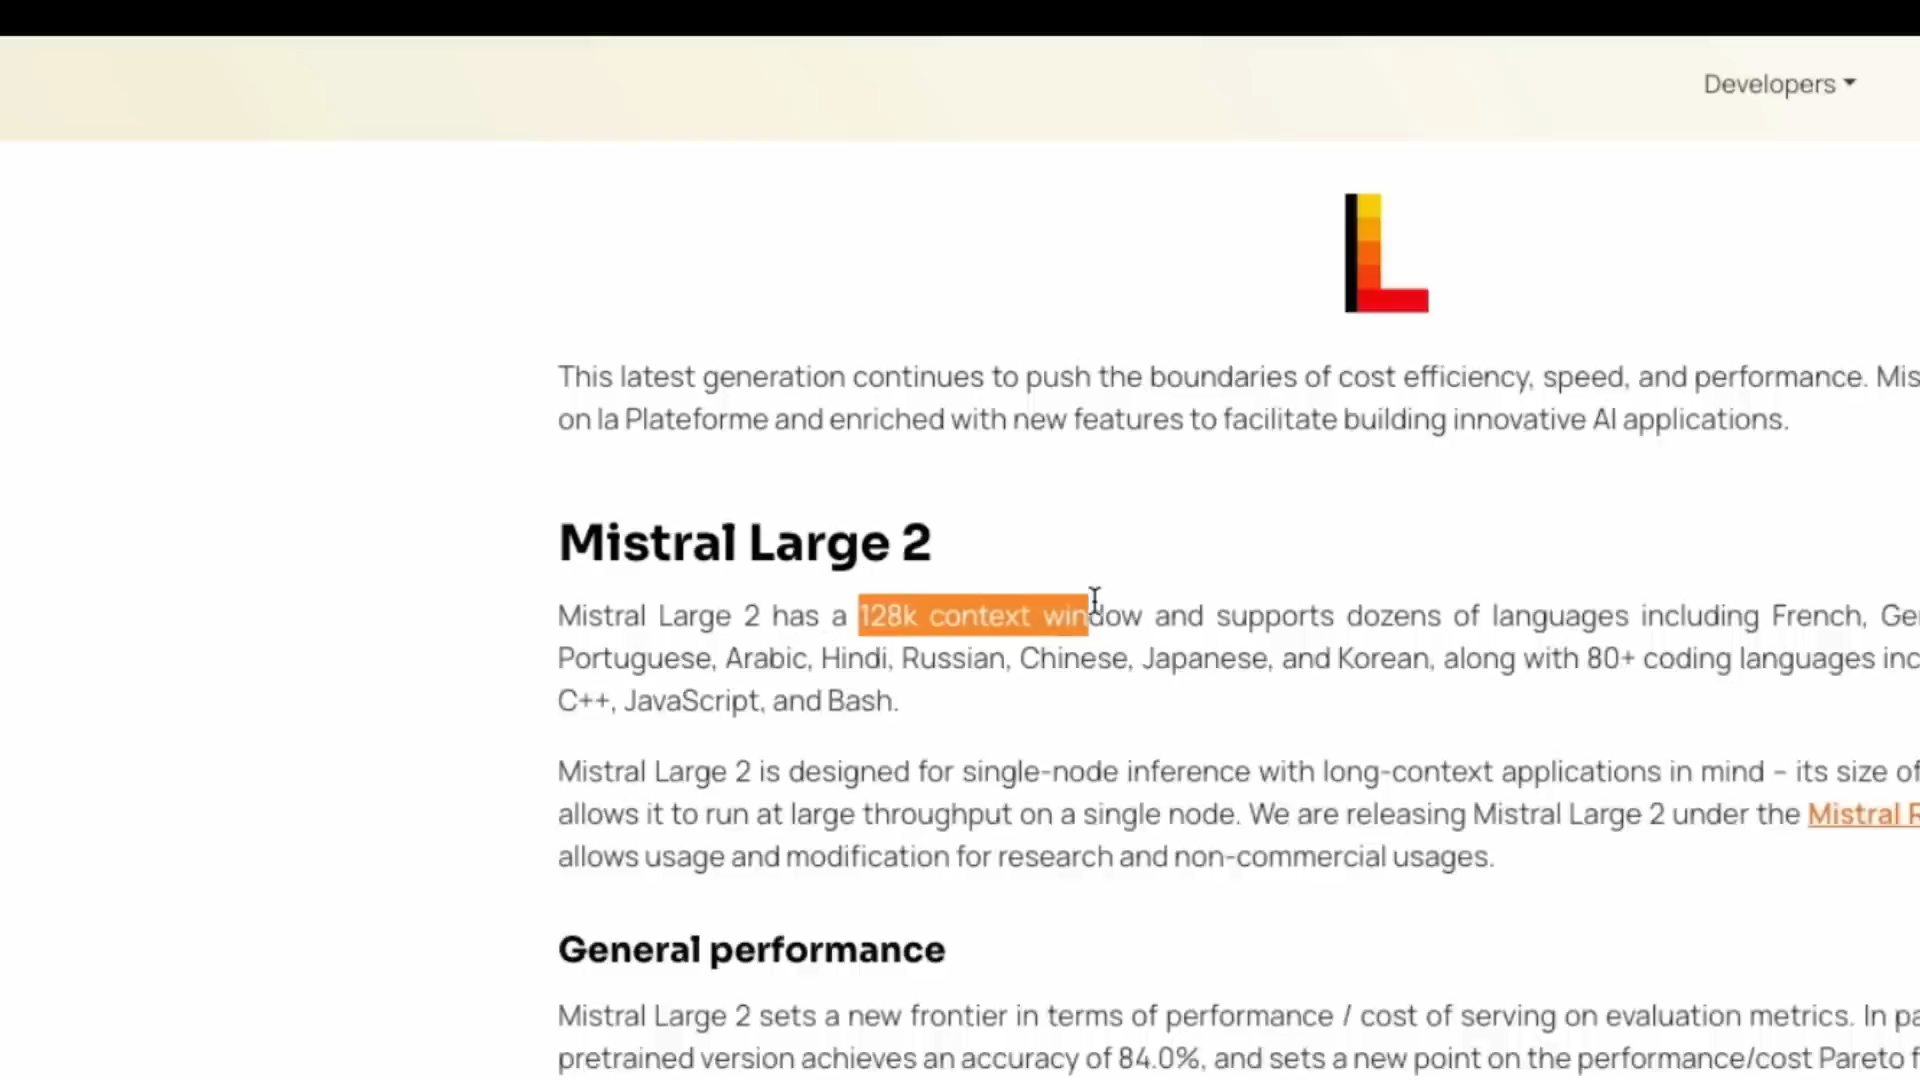 Developers
L
This latest generation continues to push the boundaries of cost efficiency, speed, and performance.
on la Plateforme and enriched with new features to facilitate building innovative AI applications.
Mistral Large 2
Mistral Large 2 has a 128k context window and supports dozens of languages including French,
Portuguese, Arabic, Hindi, Russian, Chinese, Japanese, and Korean, along with 80+ coding languages
C++, JavaScript, and Bash.
Mistral Large 2 is designed for single-node inference with long-context applications in mind – its size of
allows it to run at large throughput on a single node. We are releasing Mistral Large 2 under the Mistral
allows usage and modification for research and non-commercial usages.
General performance
Mistral Large 2 sets a new frontier in terms of performance / cost of serving on evaluation metrics. In
pretrained version achieves an accuracy of 84.0%, and sets a new point on the performance/cost Pareto